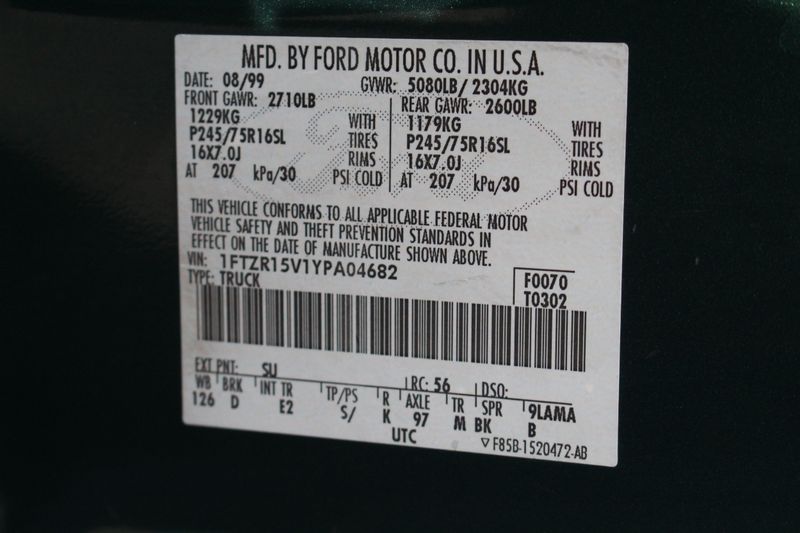 MFD. BY FORD MOTOR CO. IN U.S.A.
DATE: 08/99 GVWR: 5080LB/ 2304KG
FRONT GAWR: 2710LB REAR GAWR: 2600LB
1229KG WITH 1179KG WITH
P245/75R16SL TIRES P245/75R16SL TIRES
16X7.0J RIMS 16X7.0J RIMS
AT 207 kPa/30 PSI COLD AT 207 kPa/30 PSI COLD
THIS VEHICLE CONFORMS TO ALL APPLICABLE FEDERAL MOTOR
VEHICLE SAFETY AND THEFT PREVENTION STANDARDS IN
EFFECT ON THE DATE OF MANUFACTURE SHOWN ABOVE.
VIN: 1FTZR15V1YPA04682
TYPE: TRUCK
F0070
T0302
EXT PNT: SU RC: 56 DSO:
WB BRK INT TR TP/PS R AXLE TR SPR 9LAMA
126 D E2 S/ K 97 M BK B
UTC
▽F85B-1520472-AB